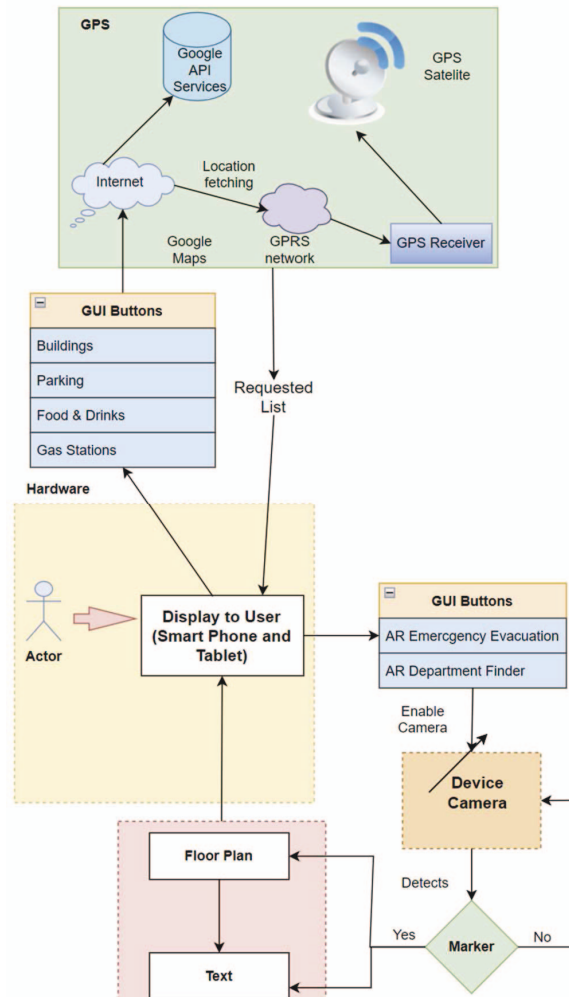 GPS
Google
API
Services
GPS
Satelite
Internet
Location
fetching
Google
Maps
GPRS
network
GPS Receiver
GUI Buttons
Buildings
Parking
Food & Drinks
Gas Stations
Requested
List
Hardware
Actor
Display to User
(Smart Phone and
Tablet)
GUI Buttons
AR Emercgency Evacuation
AR Department Finder
Enable
Camera
Device
Camera
Detects
Marker
Yes
No
Floor Plan
Text